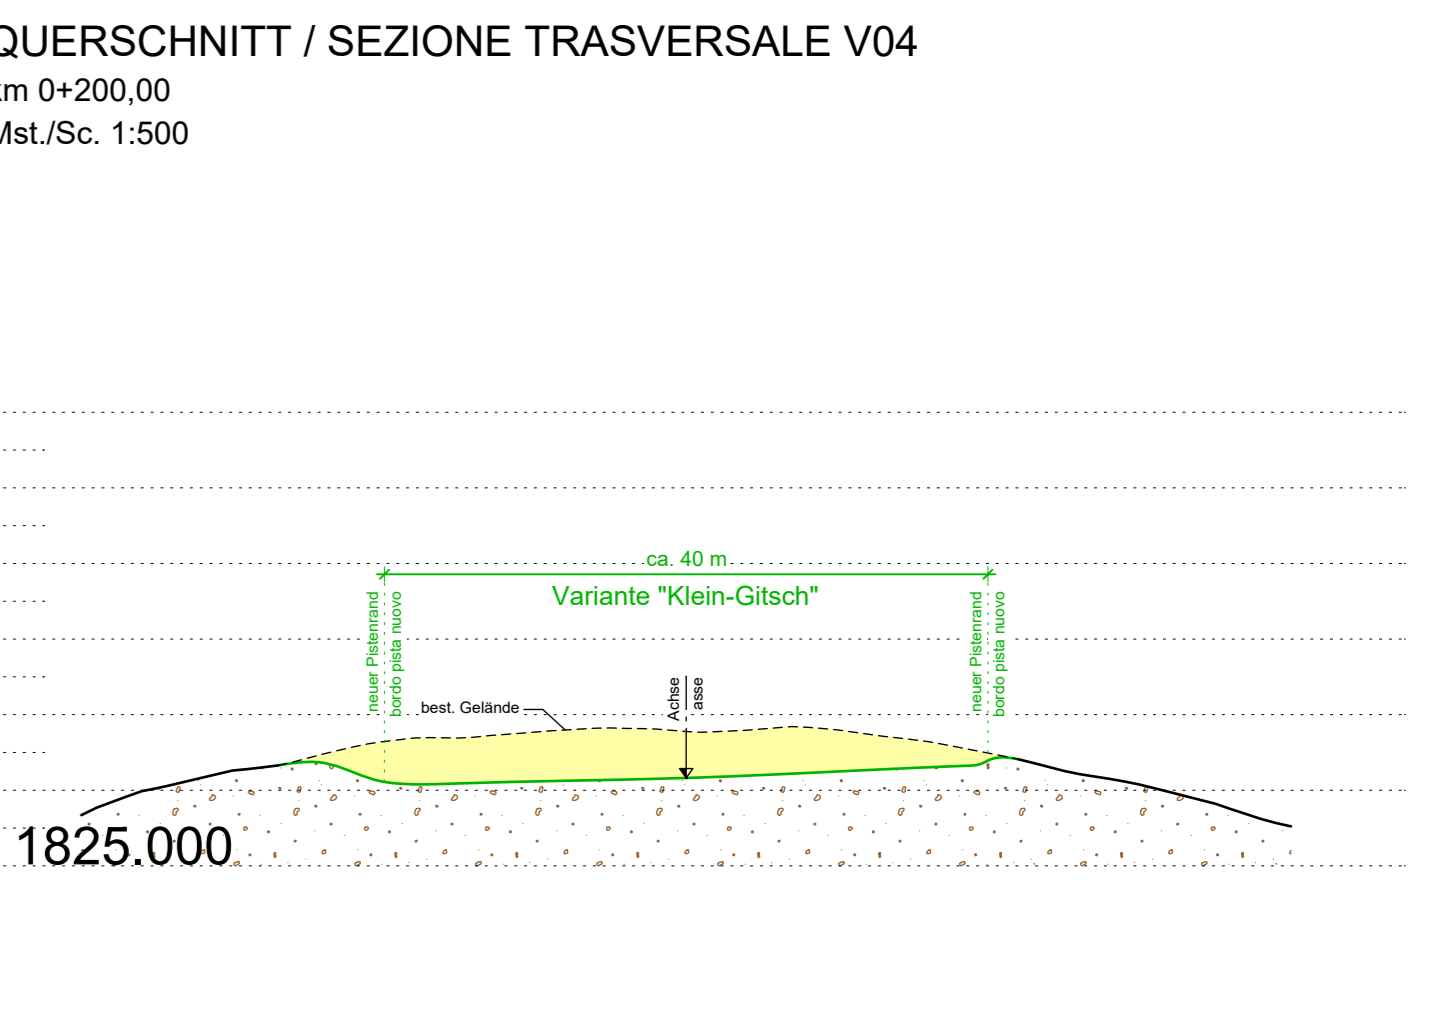 QUERSCHNITT / SEZIONE TRASVERSALE V04
km 0+200,00
Mst./Sc. 1:500
ca. 40 m
Variante "Klein-Gitsch"
neuer Pistenrand
bordo pista nuovo
best. Gelände
Achse
asse
neuer Pistenrand
bordo pista nuovo
1825.000